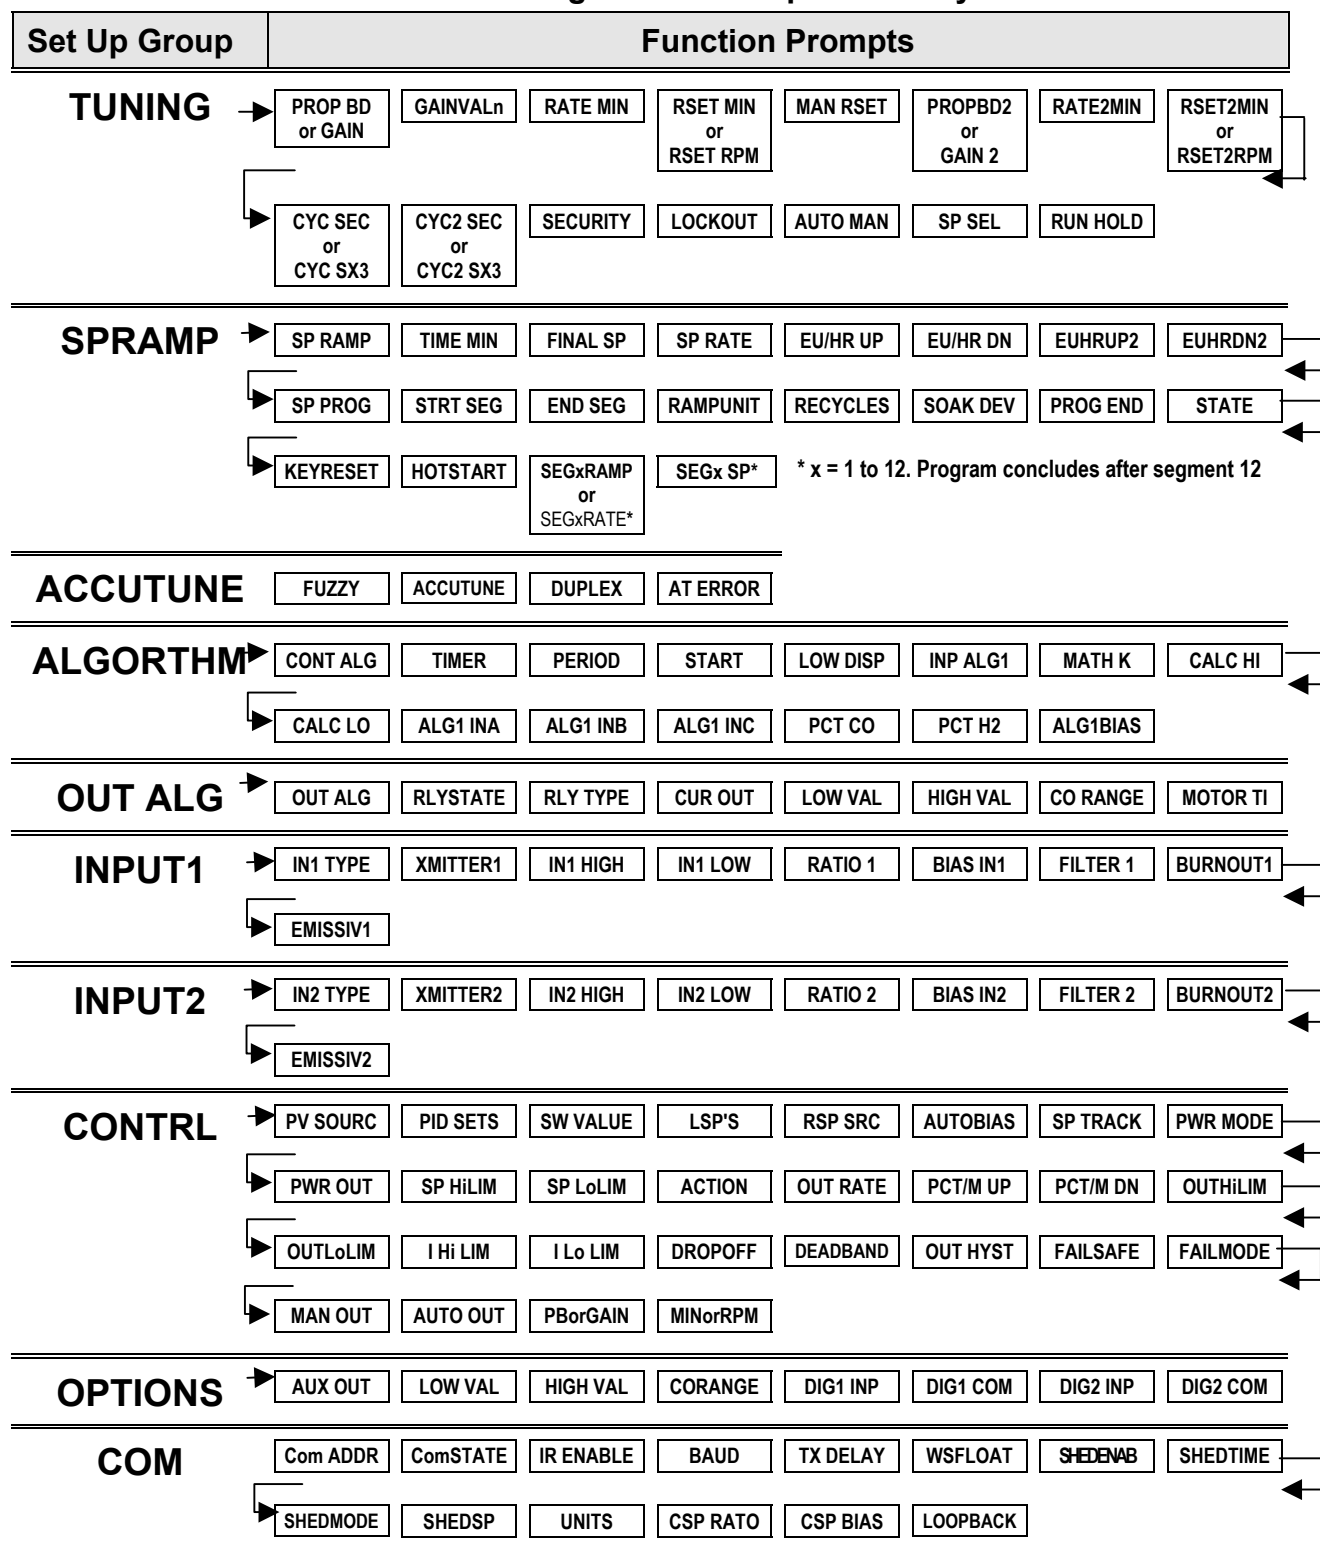 Set Up Group Function Prompts
TUNING PROP BD or GAIN GAINVALn RATE MIN RSET MIN or RSET RPM MAN RSET PROPBD2 or GAIN 2 RATE2MIN RSET2MIN or RSET2RPM
CYC SEC or CYC SX3 CYC2 SEC or CYC2 SX3 SECURITY LOCKOUT AUTO MAN SP SEL RUN HOLD
SPRAMP SP RAMP TIME MIN FINAL SP SP RATE EU/HR UP EU/HR DN EUHRUP2 EUHRDN2
SP PROG STRT SEG END SEG RAMPUNIT RECYCLES SOAK DEV PROG END STATE
KEYRESET HOTSTART SEGxRAMP or SEGxRATE* SEGx SP* * x = 1 to 12. Program concludes after segment 12
ACCUTUNE FUZZY ACCUTUNE DUPLEX AT ERROR
ALGORTHM CONT ALG TIMER PERIOD START LOW DISP INP ALG1 MATH K CALC HI
CALC LO ALG1 INA ALG1 INB ALG1 INC PCT CO PCT H2 ALG1BIAS
OUT ALG OUT ALG RLYSTATE RLY TYPE CUR OUT LOW VAL HIGH VAL CO RANGE MOTOR TI
INPUT1 IN1 TYPE XMITTER1 IN1 HIGH IN1 LOW RATIO 1 BIAS IN1 FILTER 1 BURNOUT1
EMISSIV1
INPUT2 IN2 TYPE XMITTER2 IN2 HIGH IN2 LOW RATIO 2 BIAS IN2 FILTER 2 BURNOUT2
EMISSIV2
CONTRL PV SOURC PID SETS SW VALUE LSP'S RSP SRC AUTOBIAS SP TRACK PWR MODE
PWR OUT SP HiLIM SP LoLIM ACTION OUT RATE PCT/M UP PCT/M DN OUTHiLIM
OUTLoLIM I Hi LIM I Lo LIM DROPOFF DEADBAND OUT HYST FAILSAFE FAILMODE
MAN OUT AUTO OUT PBorGAIN MINorRPM
OPTIONS AUX OUT LOW VAL HIGH VAL CORANGE DIG1 INP DIG1 COM DIG2 INP DIG2 COM
COM Com ADDR ComSTATE IR ENABLE BAUD TX DELAY WSFLOAT SHEDENAB SHEDTIME
SHEDMODE SHEDSP UNITS CSP RATO CSP BIAS LOOPBACK